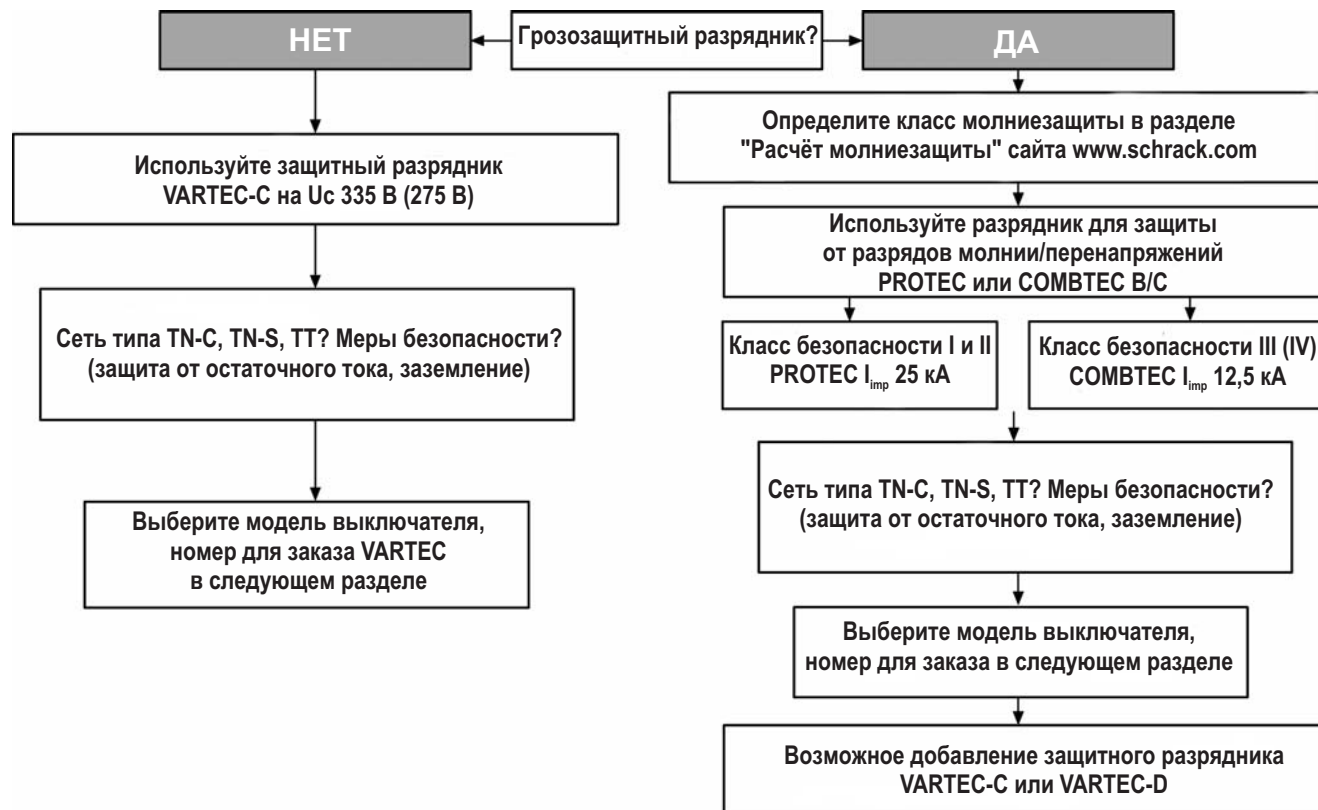 НЕТ
Грозозащитный разрядник?
ДА
Используйте защитный разрядник
VARTEC-C на Uc 335 В (275 В)
Сеть типа TN-C, TN-S, TT? Меры безопасности?
(защита от остаточного тока, заземление)
Выберите модель выключателя,
номер для заказа VARTEC
в следующем разделе
Определите класс молниезащиты в разделе
"Расчёт молниезащиты" сайта www.schrack.com
Используйте разрядник для защиты
от разрядов молнии/перенапряжений
PROTEC или COMBTEC B/C
Класс безопасности I и II
PROTEC I_imp 25 кА
Класс безопасности III (IV)
COMBTEC I_imp 12,5 кА
Сеть типа TN-C, TN-S, TT? Меры безопасности?
(защита от остаточного тока, заземление)
Выберите модель выключателя,
номер для заказа в следующем разделе
Возможное добавление защитного разрядника
VARTEC-C или VARTEC-D